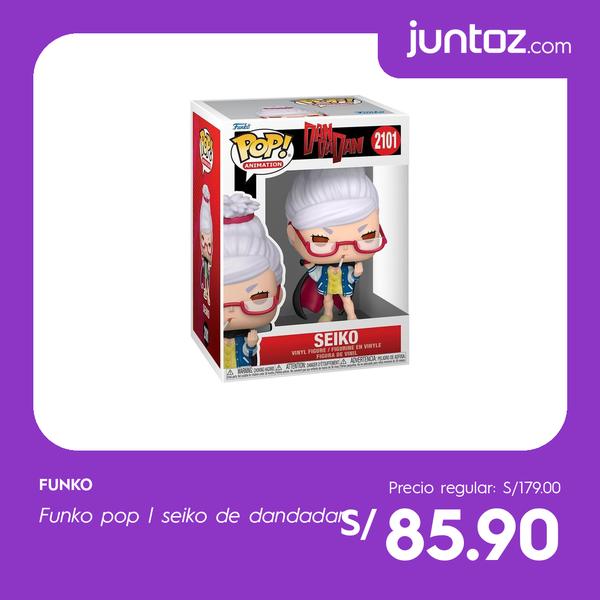 juntoz.com
Funko
POP!
ANIMATION
DAN DA DAN
2101
POP!
SEIKO
VINYL FIGURE / FIGURINE EN VINYLE
FIGURA DE VINIL
FUNKO
Precio regular: S/179.00
Funko pop | seiko de dandadan
S/ 85.90